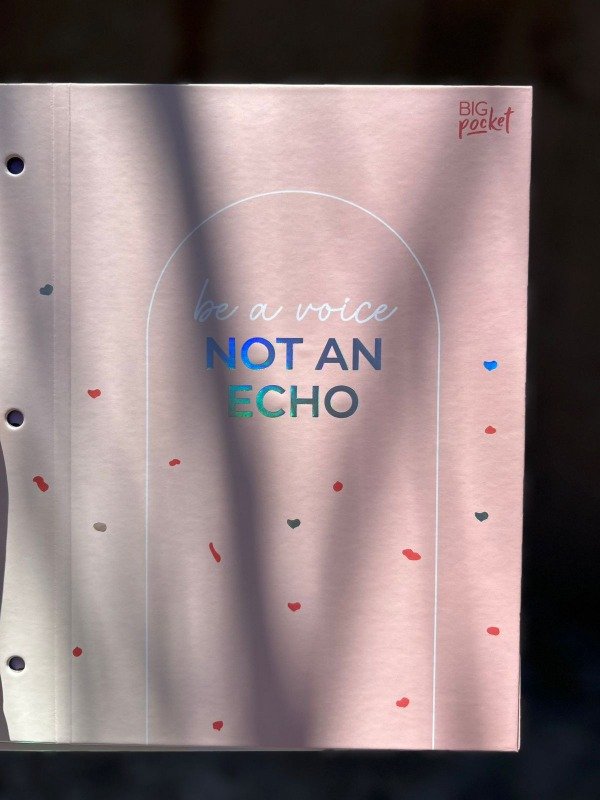 BIG
pocket
be a voice
NOT AN
ECHO